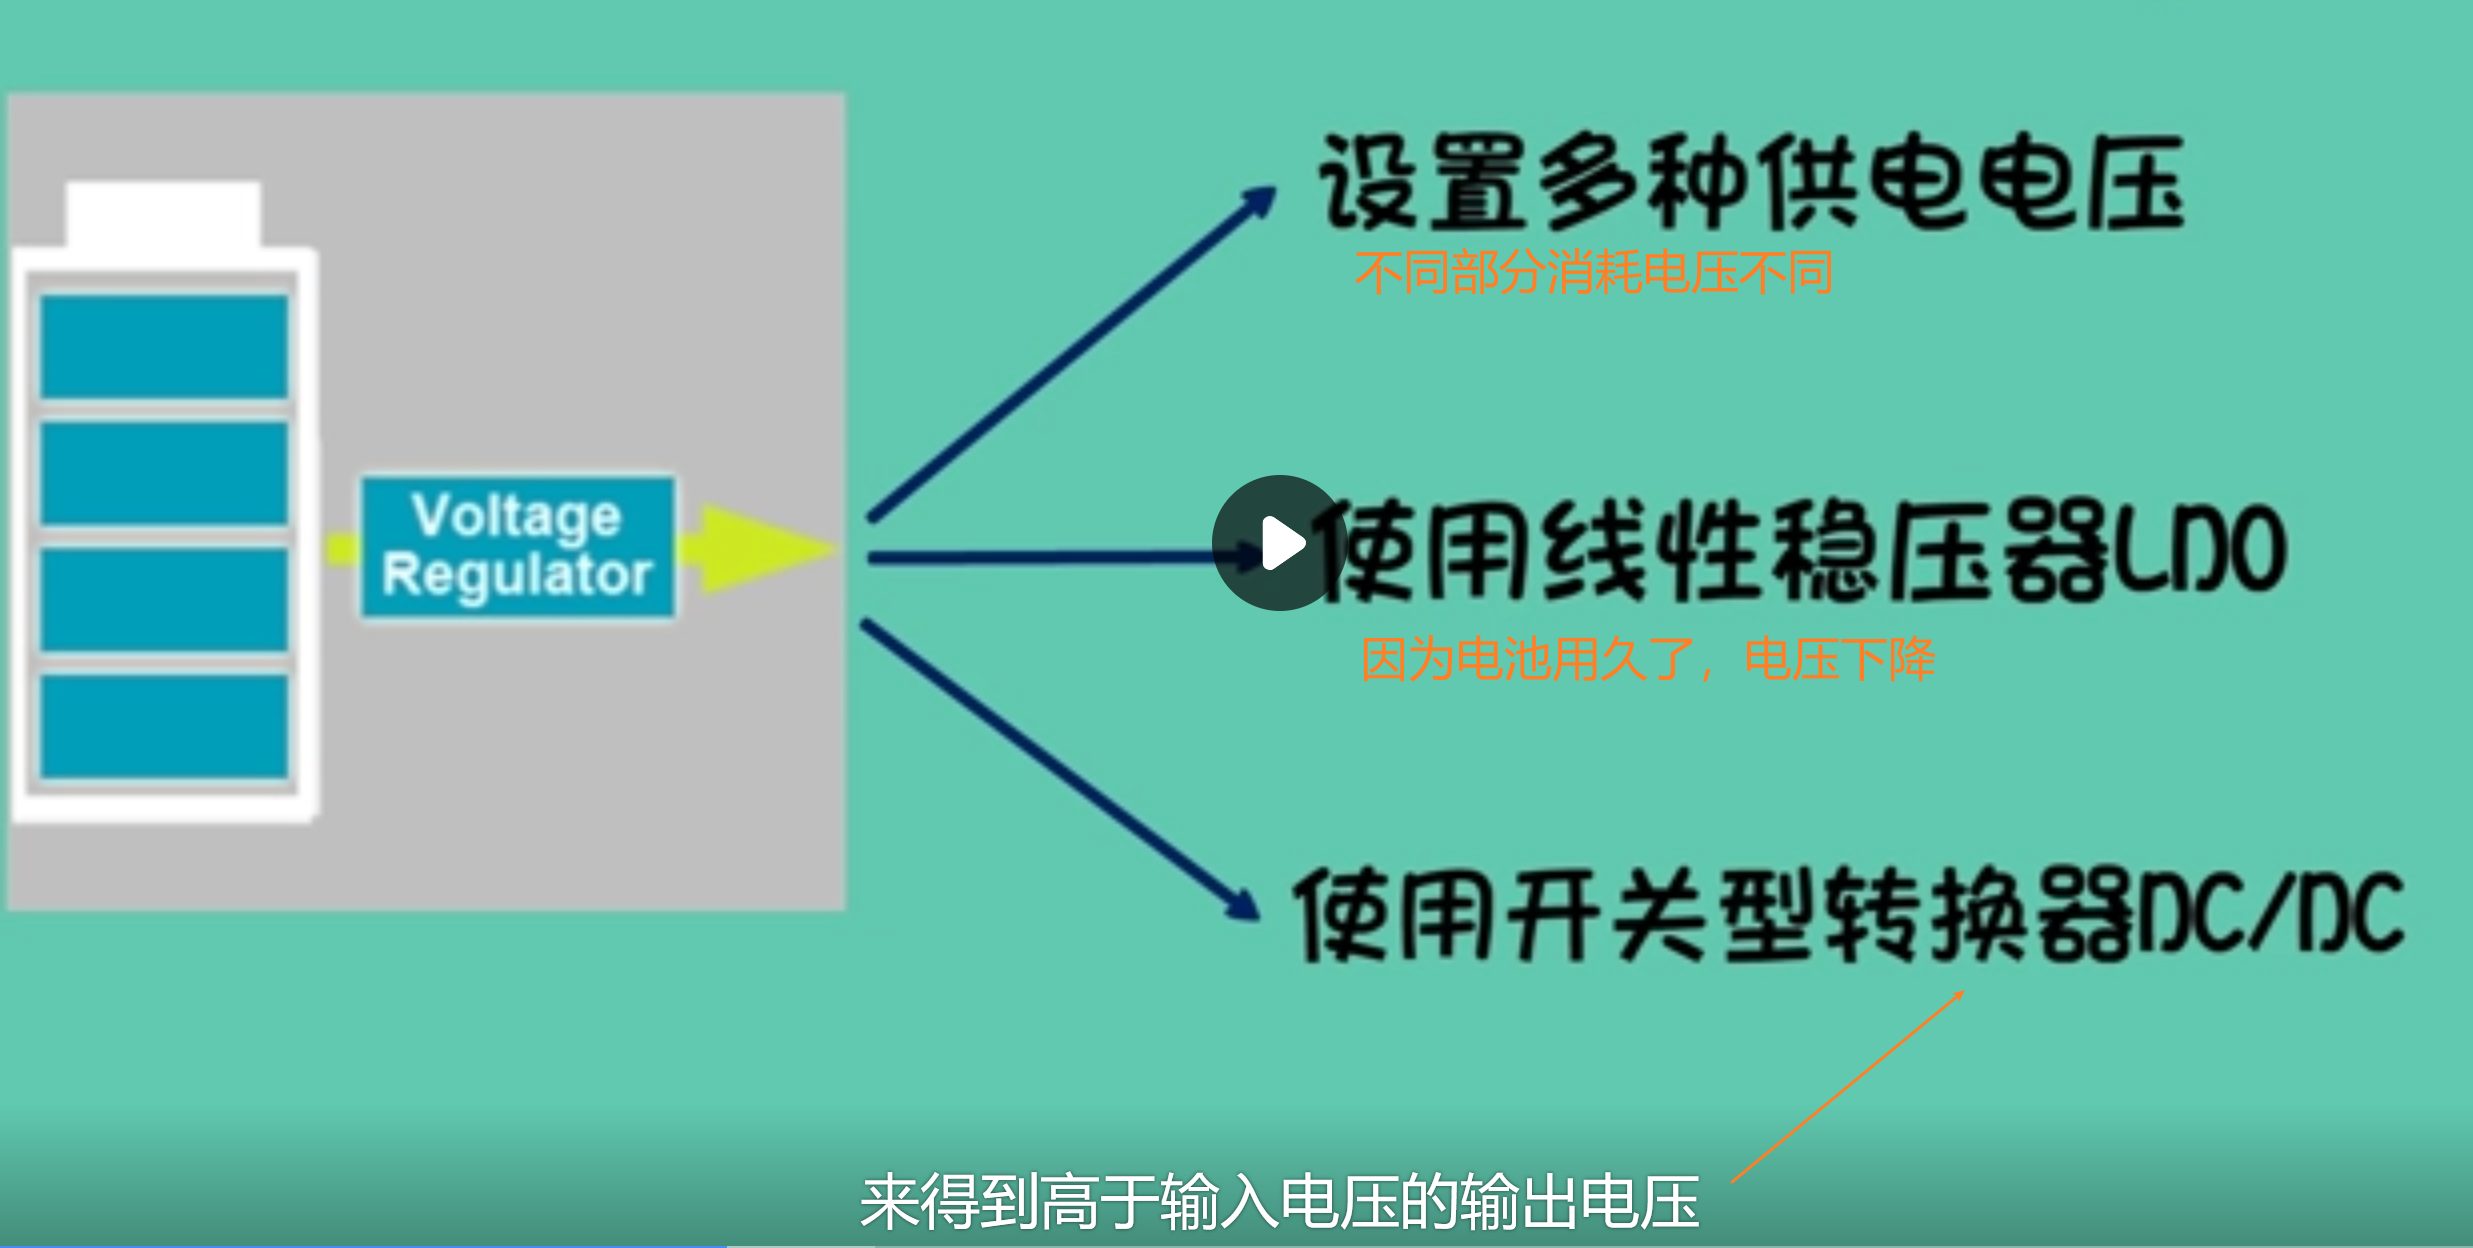 设置多种供电电压
不同部分消耗电压不同
Voltage
Regulator
使用线性稳压器LDO
因为电池用久了，电压下降
使用开关型转换器DC/DC
来得到高于输入电压的输出电压